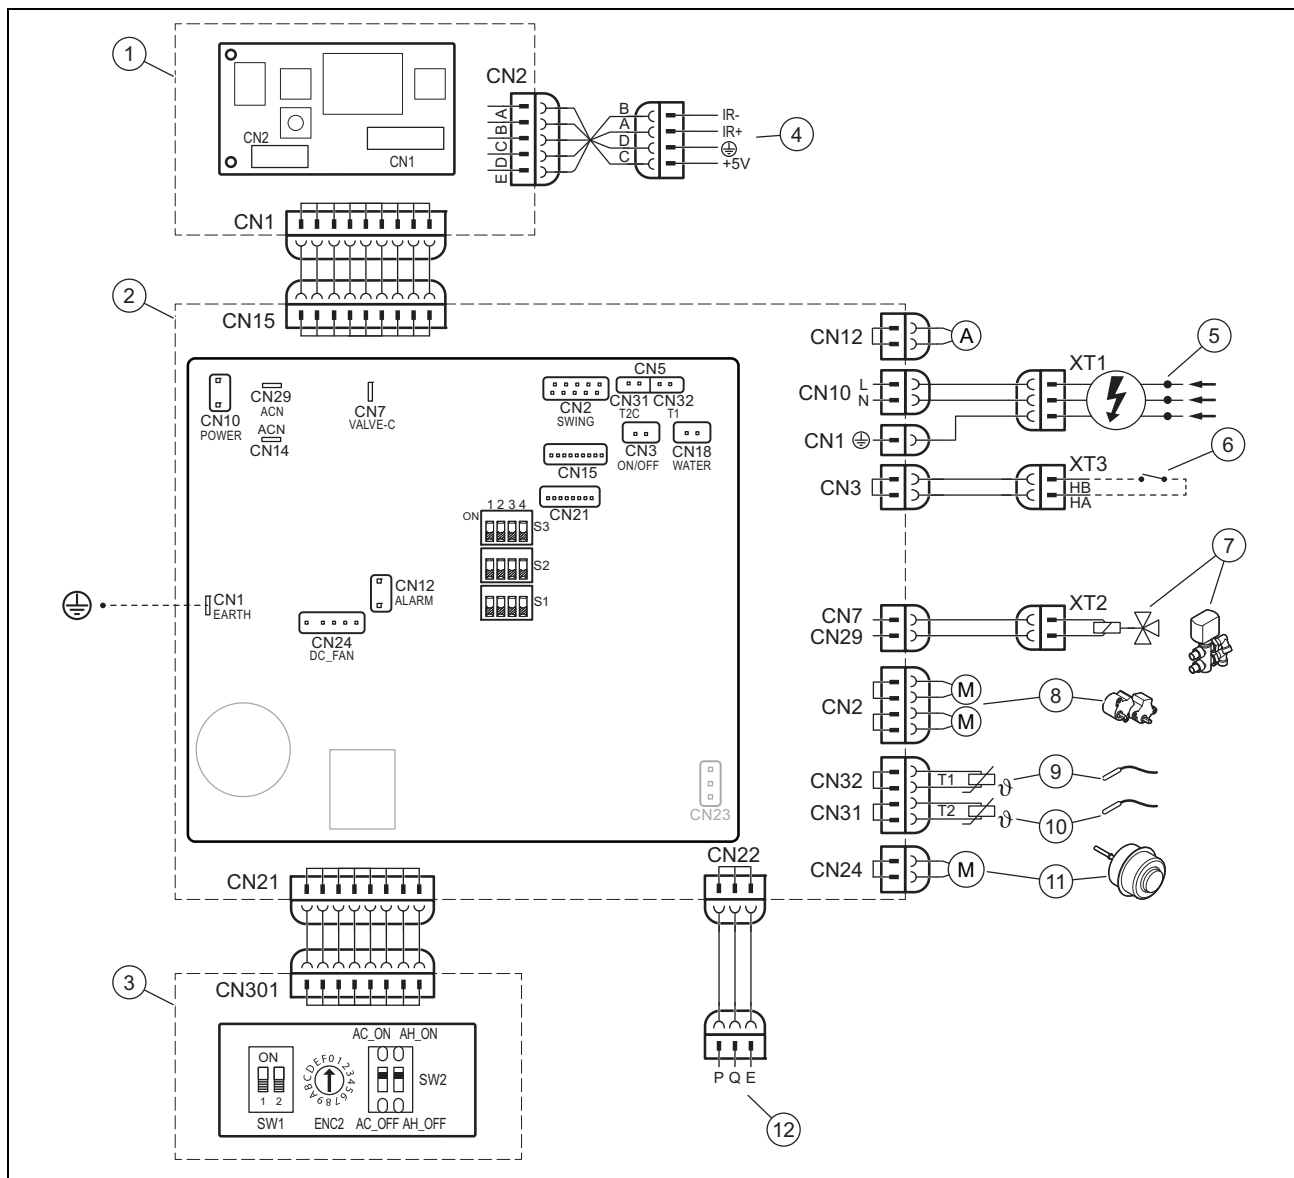 1
CN2
CN2
CN1
A
B
C
D
E
B
A
D
C
IR-
IR+
+5V
4
CN1
2
CN15
CN10
POWER
CN29
ACN
ACN
CN14
CN7
VALVE-C
CN2
SWING
CN5
CN31
T2C
CN32
T1
CN3
ON/OFF
CN18
WATER
CN15
CN21
1 2 3 4
ON
S3
S2
S1
CN1
EARTH
CN12
ALARM
CN24
DC_FAN
CN23
CN12
A
CN10
L
N
XT1
5
CN1
CN3
XT3
HB
HA
6
7
CN7
CN29
XT2
CN2
M
M
8
CN32
T1
ϑ
9
CN31
T2
ϑ
10
CN24
M
11
CN21
CN22
3
CN301
AC_ON AH_ON
ON
1 2
SW1
0123456789ABCDEF
ENC2
SW2
AC_OFF AH_OFF
P Q E
12